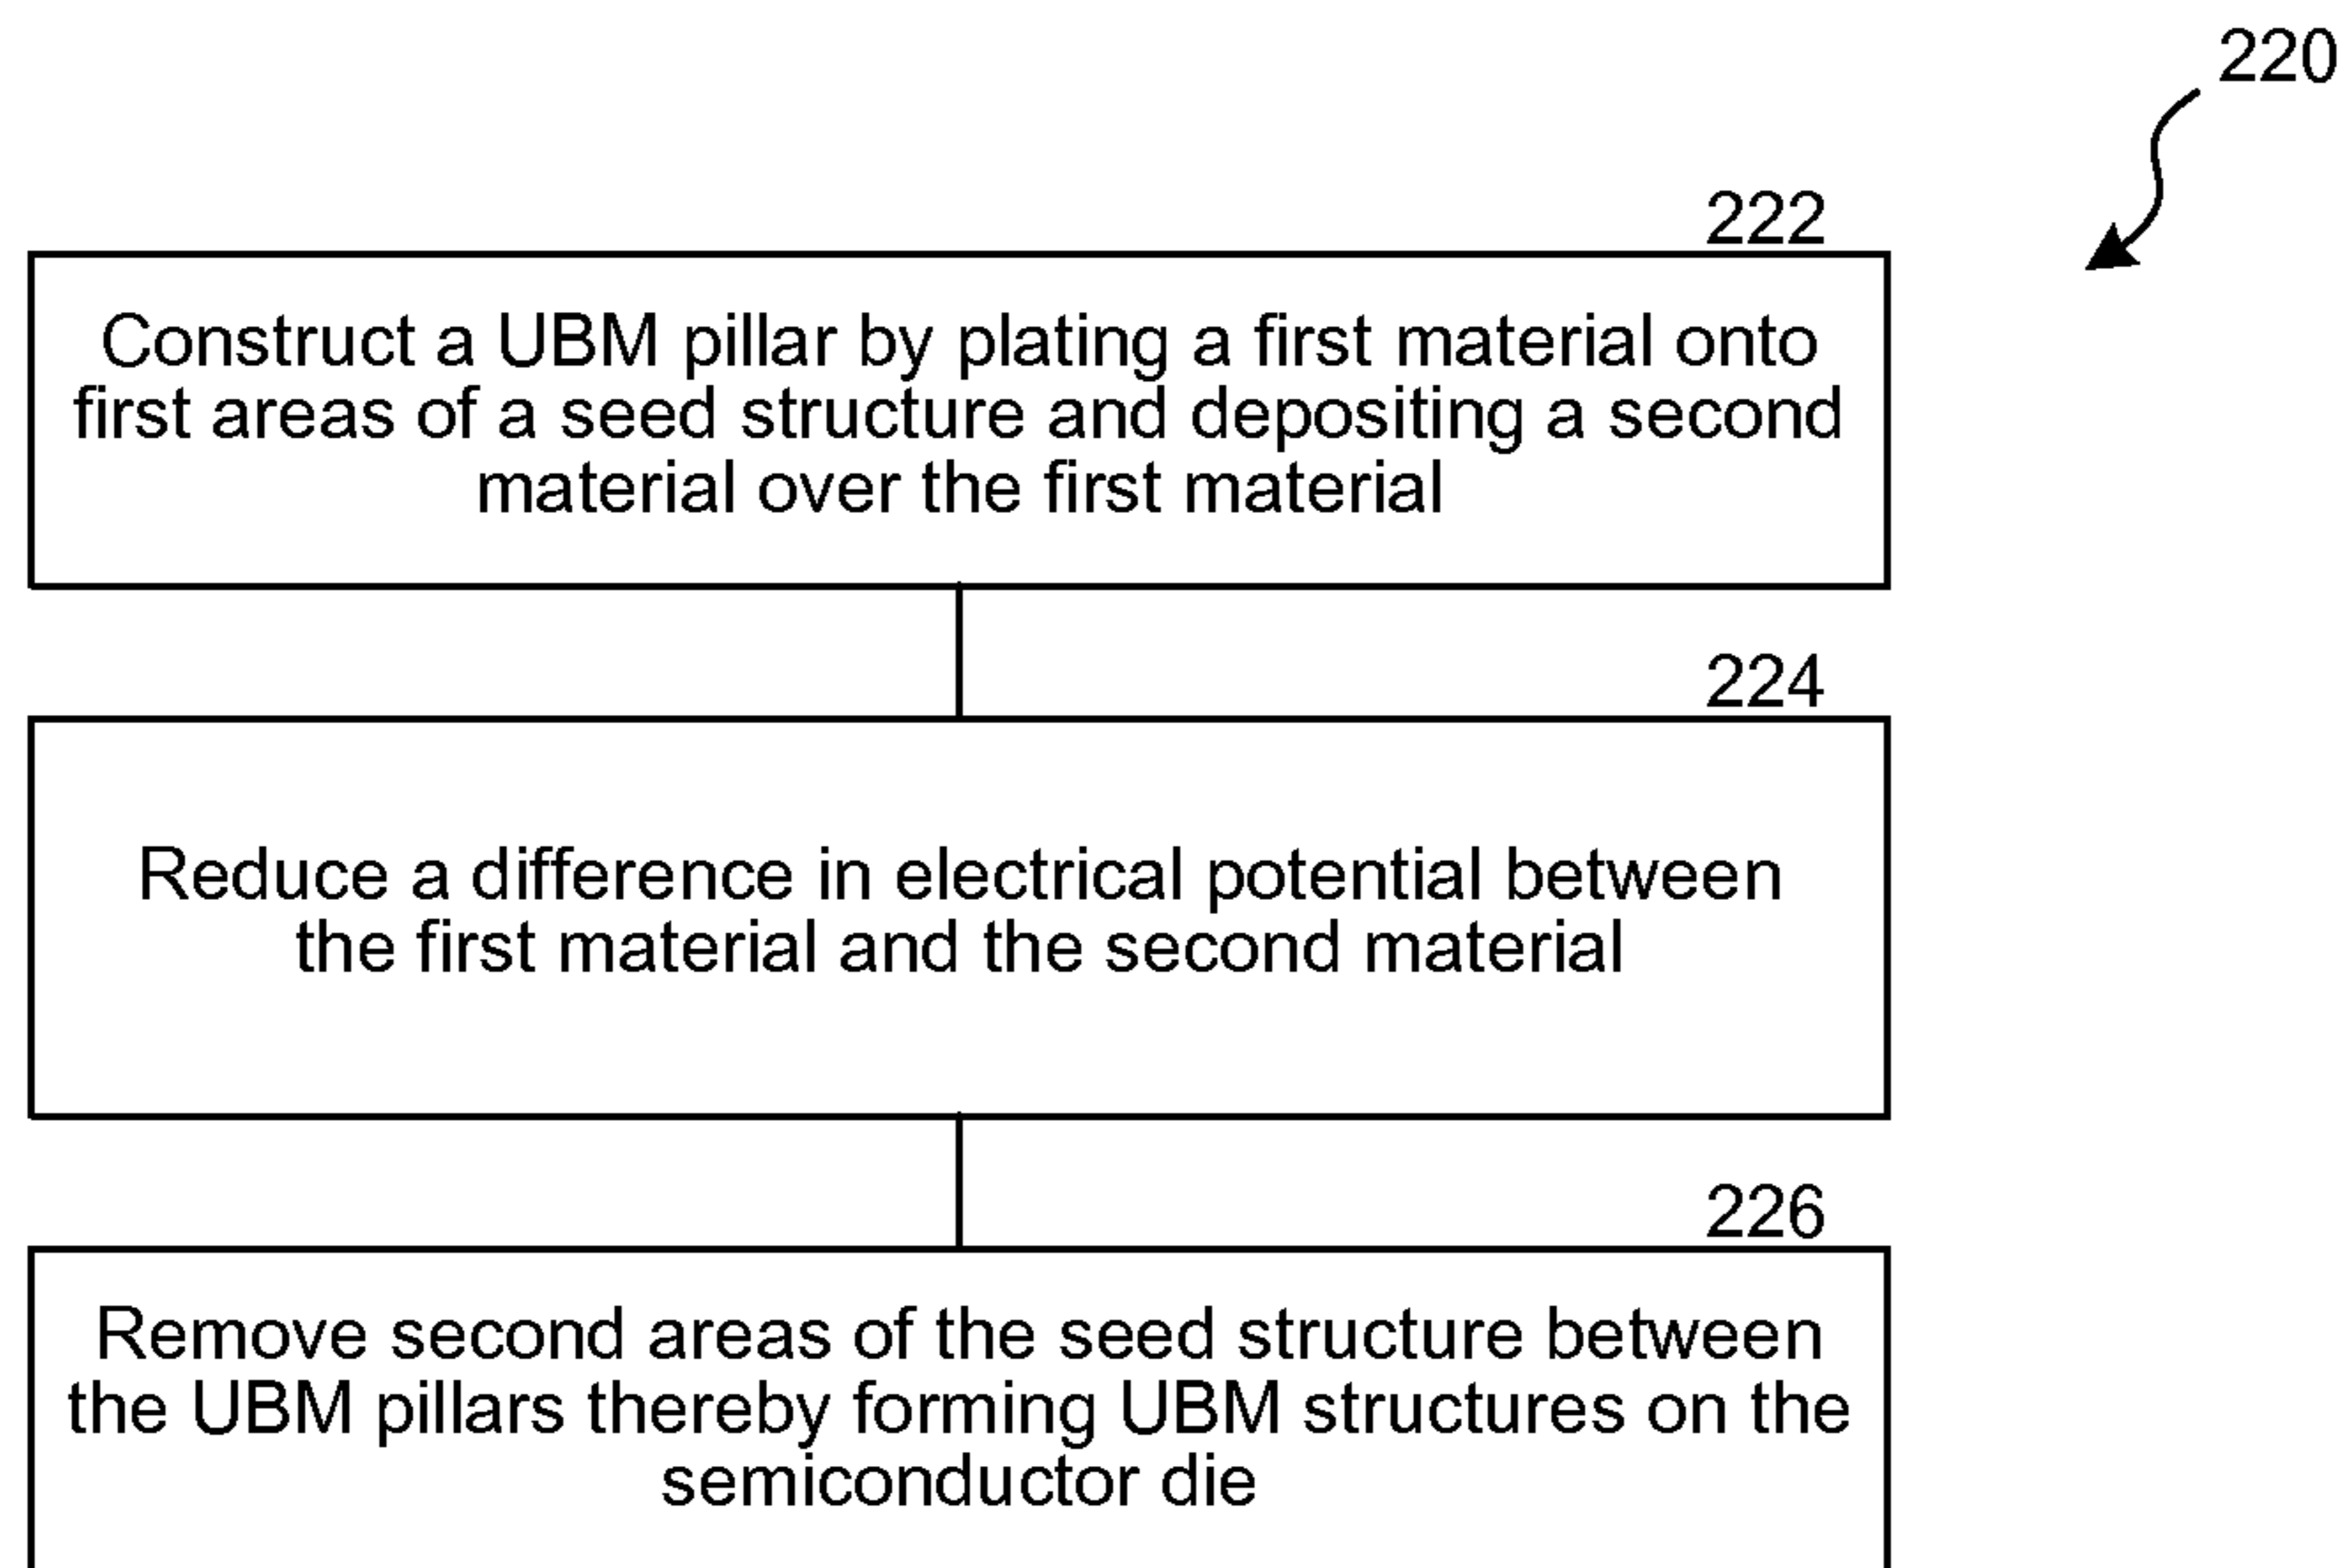 220
222
Construct a UBM pillar by plating a first material onto
first areas of a seed structure and depositing a second
material over the first material
224
Reduce a difference in electrical potential between
the first material and the second material
226
Remove second areas of the seed structure between
the UBM pillars thereby forming UBM structures on the
semiconductor die